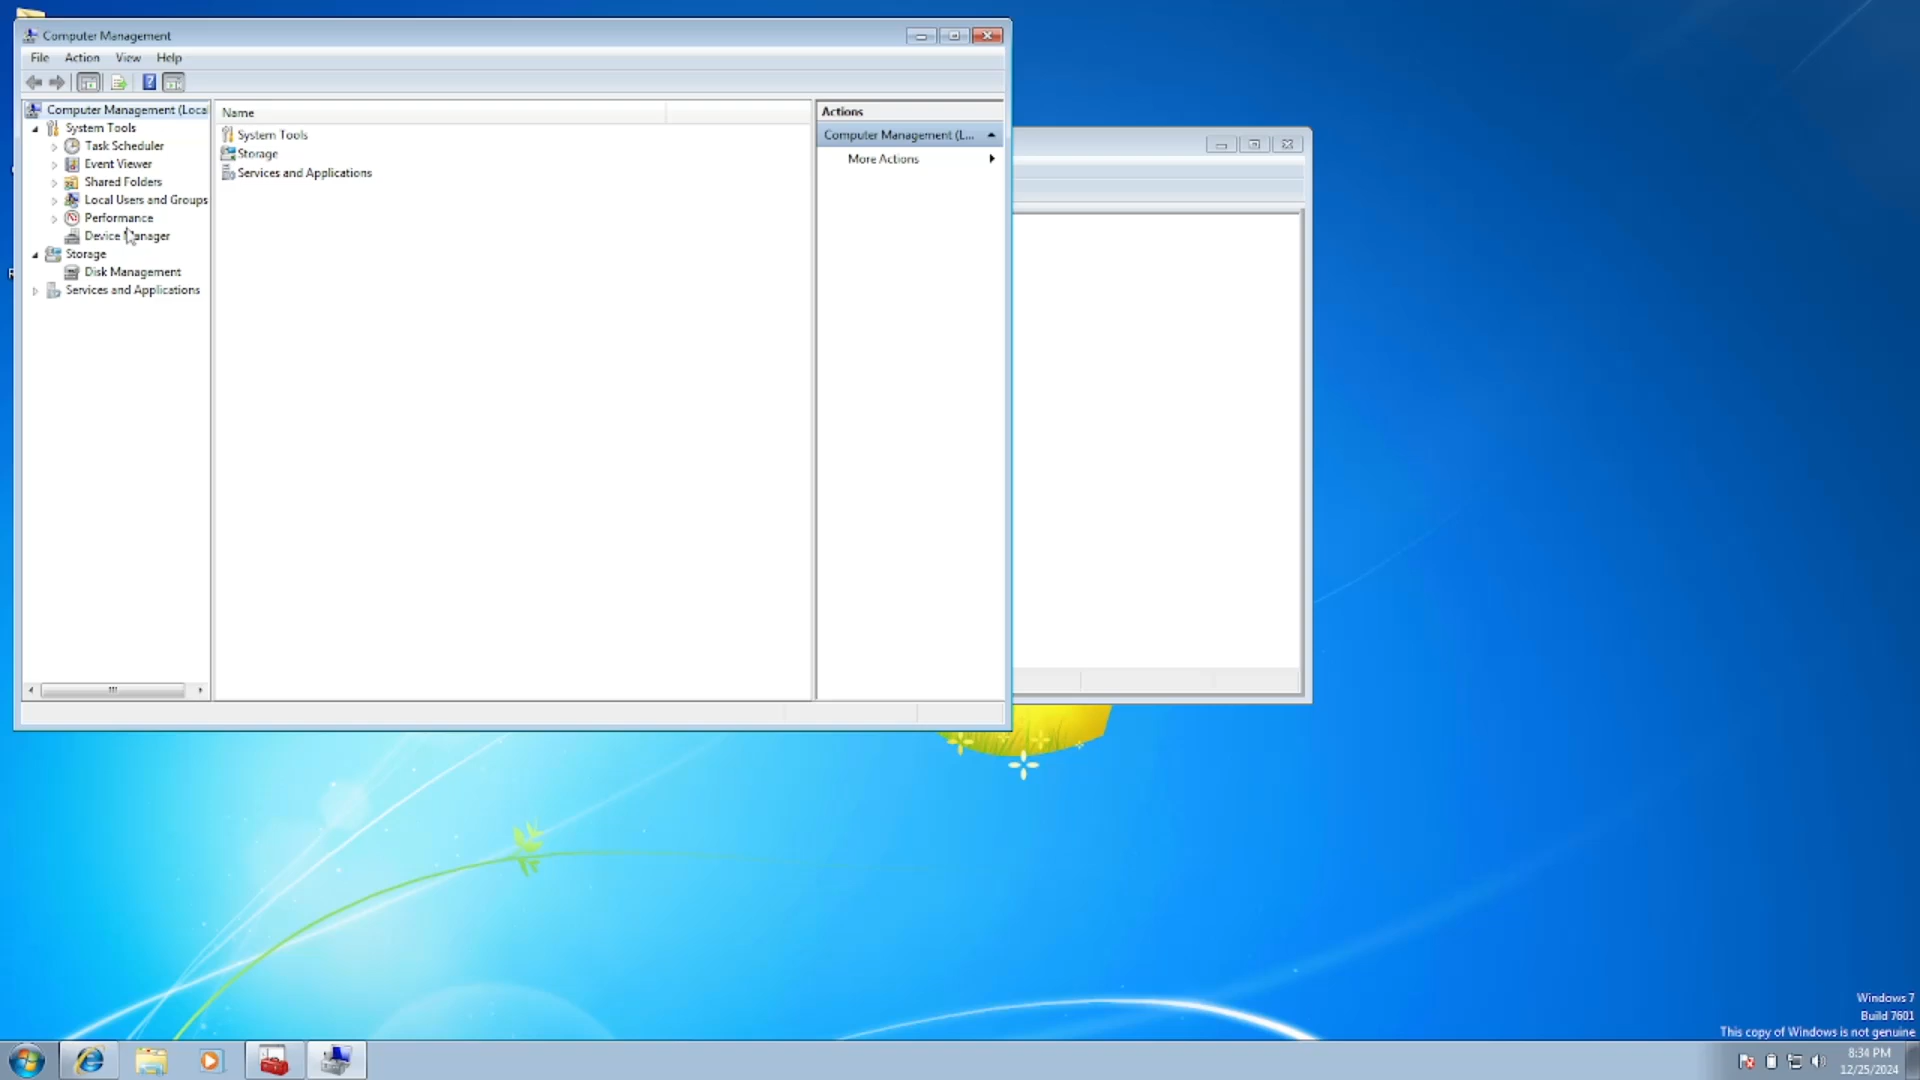 Computer Management
File Action View Help
Computer Management (Local
System Tools
Task Scheduler
Event Viewer
Shared Folders
Local Users and Groups
Performance
Device Manager
Storage
Disk Management
Services and Applications
Name
System Tools
Storage
Services and Applications
Actions
Computer Management (L...
More Actions
Windows 7
Build 7601
This copy of Windows is not genuine
8:34 PM
12/25/2024